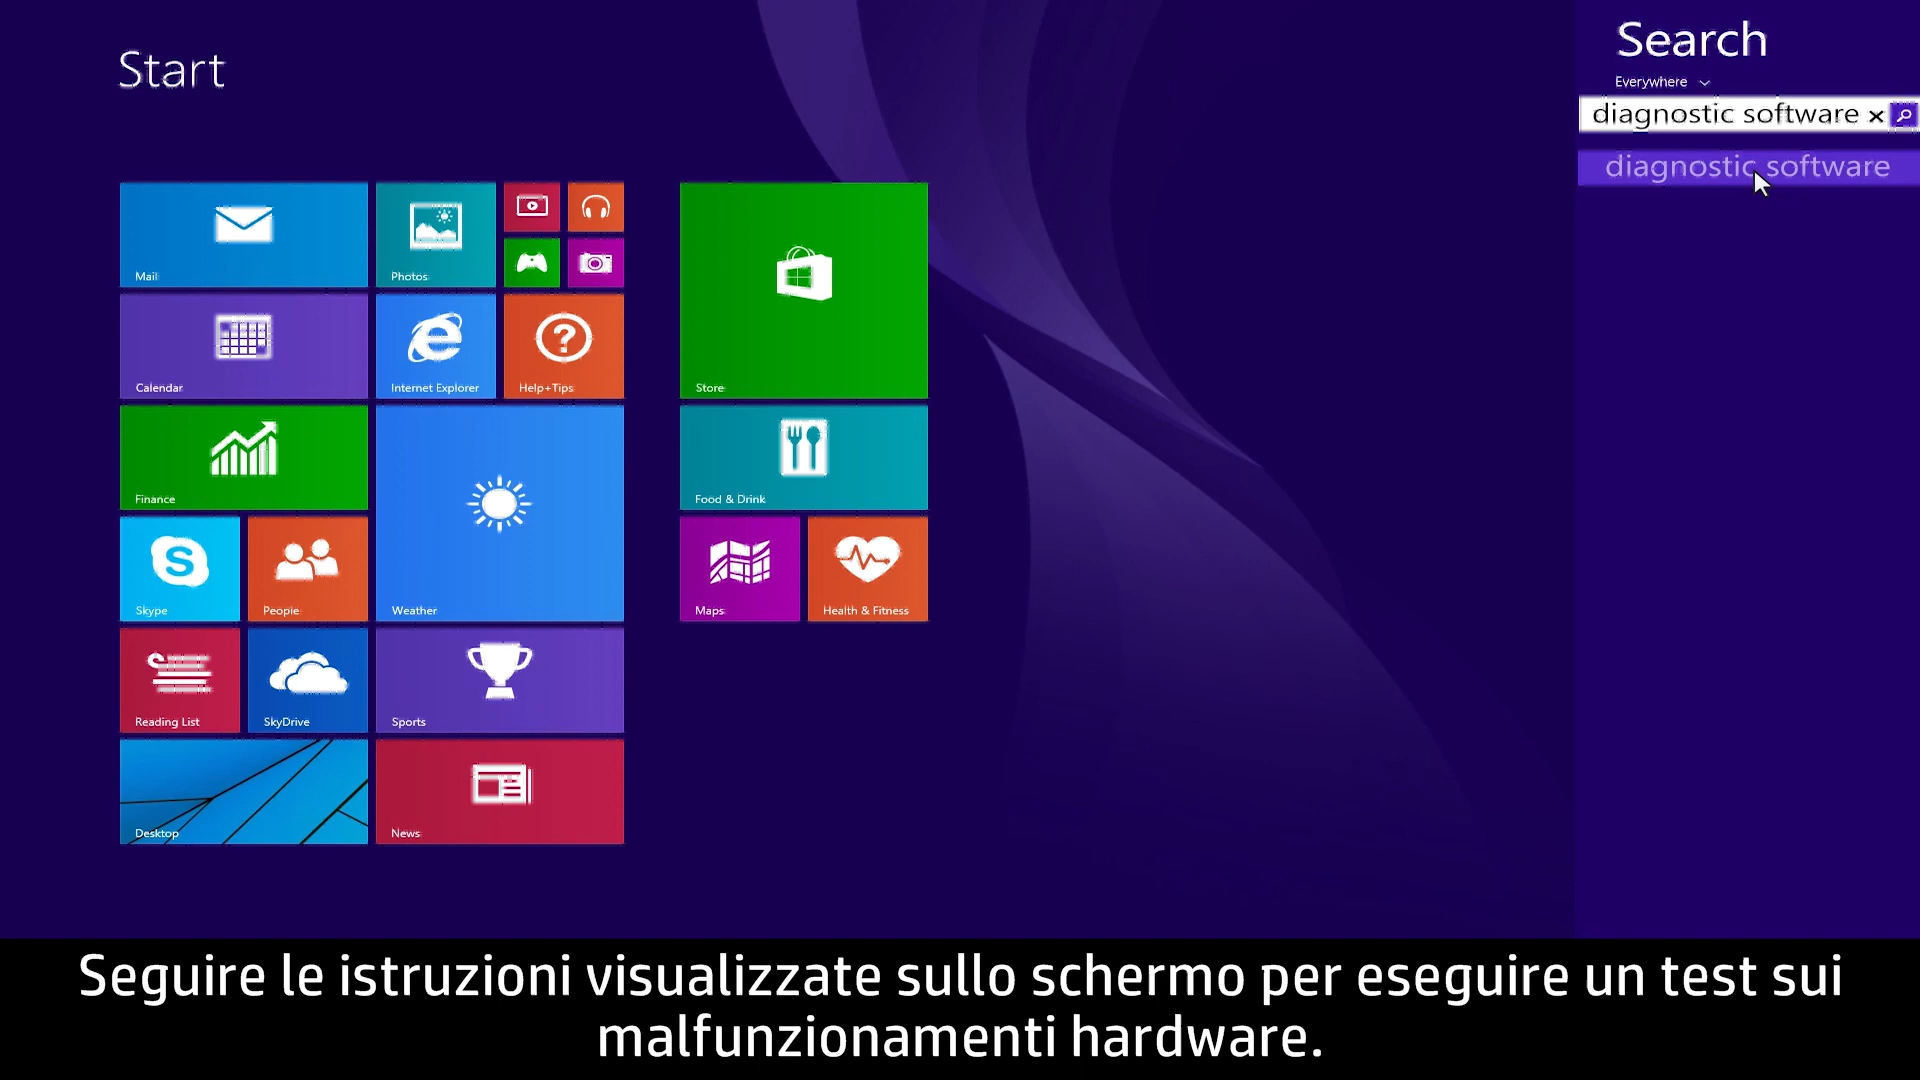 Start
Search
Everywhere
diagnostic software
diagnostic software
Mail
Photos
Calendar
Internet Explorer
Help+Tips
Store
Finance
Food & Drink
Skype
People
Weather
Maps
Health & Fitness
Reading List
SkyDrive
Sports
Desktop
News
Seguire le istruzioni visualizzate sullo schermo per eseguire un test sui
malfunzionamenti hardware.